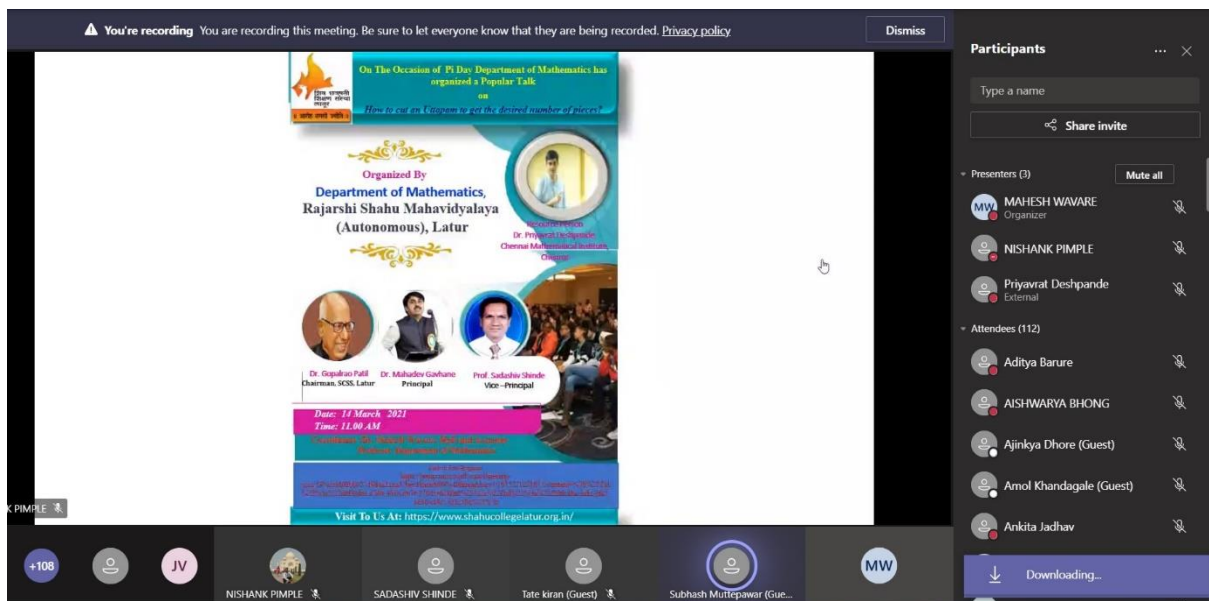 You're recording You are recording this meeting. Be sure to let everyone know that they are being recorded. Privacy policy
Dismiss
On The Occasion of Pi Day Department of Mathematics has
organized a Popular Talk
on
How to cut an Uttapam to get the desired number of pieces?
शिव छत्रपती
शिक्षण संस्था
लातूर
Organized By
Department of Mathematics,
Rajarshi Shahu Mahavidyalaya
(Autonomous), Latur
Resource Person
Dr. Priyavrat Deshpande
Chennai Mathematical Institute,
Chennai
Dr. Gopalrao Patil
Chairman, SCSS, Latur
Dr. Mahadev Gavhane
Principal
Prof. Sadashiv Shinde
Vice –Principal
Date: 14 March 2021
Time: 11.00 AM
Visit To Us At: https://www.shahucollegelatur.org.in/
K PIMPLE
+108
JV
NISHANK PIMPLE
SADASHIV SHINDE
Tate kiran (Guest)
Subhash Muttepawar (Gue...
MW
Participants
Type a name
Share invite
Presenters (3)
Mute all
MW
MAHESH WAVARE
Organizer
NISHANK PIMPLE
Priyavrat Deshpande
External
Attendees (112)
Aditya Barure
AISHWARYA BHONG
Ajinkya Dhore (Guest)
Amol Khandagale (Guest)
Ankita Jadhav
Downloading...